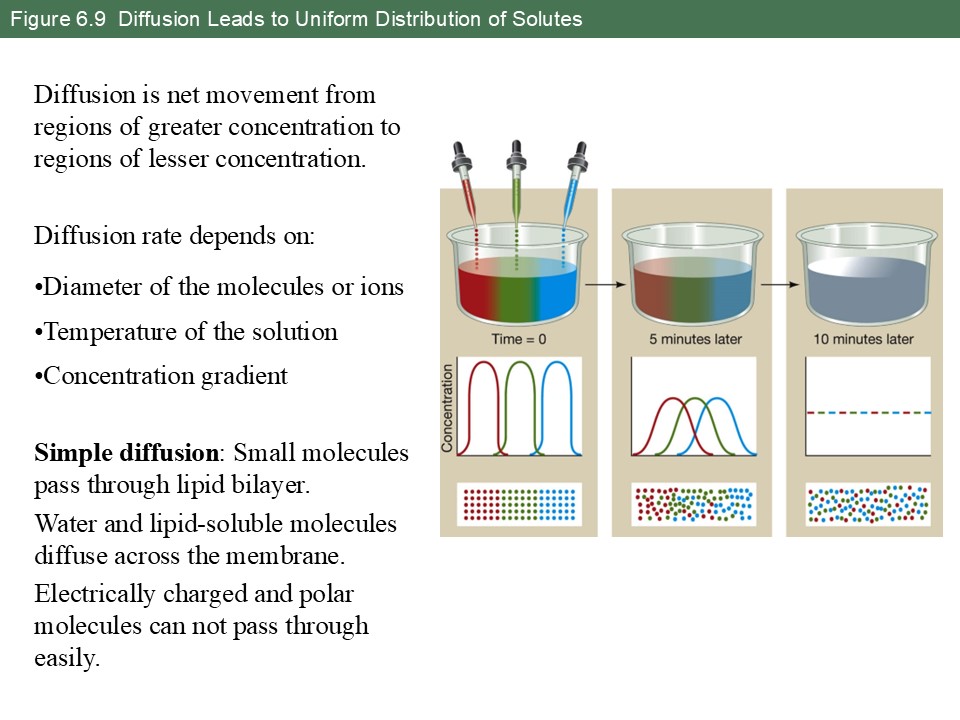 Figure 6.9  Diffusion Leads to Uniform Distribution of Solutes
Diffusion is net movement from
regions of greater concentration to
regions of lesser concentration.
Diffusion rate depends on:
•Diameter of the molecules or ions
•Temperature of the solution
•Concentration gradient
Simple diffusion: Small molecules
pass through lipid bilayer.
Water and lipid-soluble molecules
diffuse across the membrane.
Electrically charged and polar
molecules can not pass through
easily.
Time = 0
5 minutes later
10 minutes later
Concentration